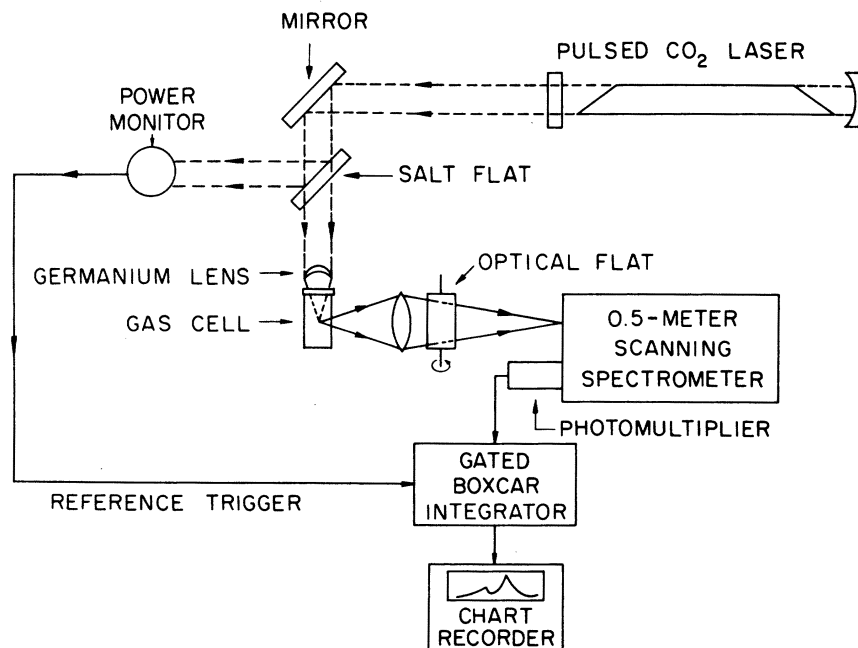 MIRROR
PULSED CO₂ LASER
POWER
MONITOR
SALT FLAT
GERMANIUM LENS
OPTICAL FLAT
GAS CELL
0.5-METER
SCANNING
SPECTROMETER
PHOTOMULTIPLIER
GATED
BOXCAR
INTEGRATOR
REFERENCE TRIGGER
CHART
RECORDER